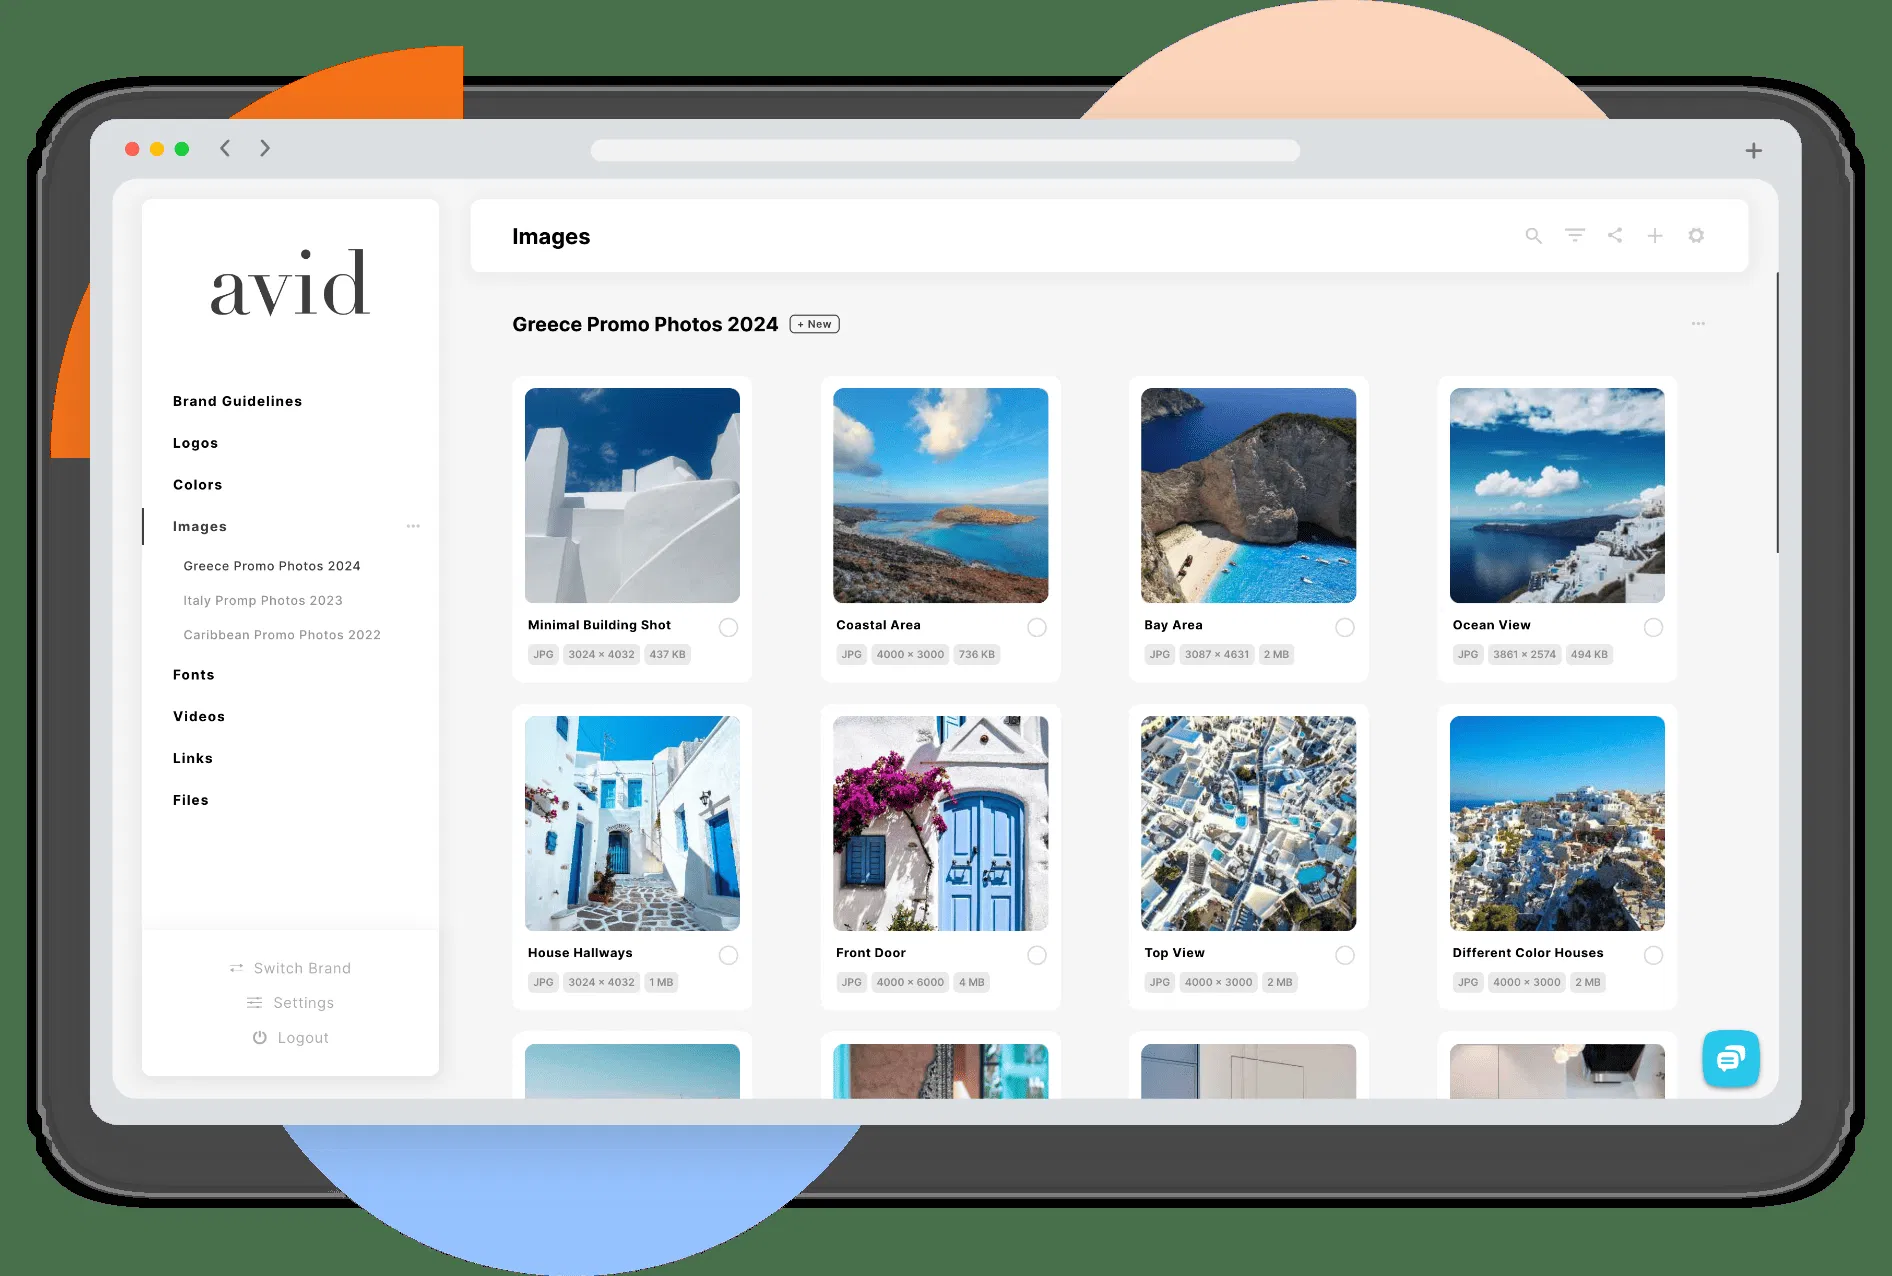 avid
Brand Guidelines
Logos
Colors
Images
Greece Promo Photos 2024
Italy Promp Photos 2023
Caribbean Promo Photos 2022
Fonts
Videos
Links
Files
Switch Brand
Settings
Logout
Images
Greece Promo Photos 2024 + New
Minimal Building Shot
JPG 3024 × 4032 437 KB
Coastal Area
JPG 4000 × 3000 736 KB
Bay Area
JPG 3087 × 4631 2 MB
Ocean View
JPG 3861 × 2574 494 KB
House Hallways
JPG 3024 × 4032 1 MB
Front Door
JPG 4000 × 6000 4 MB
Top View
JPG 4000 × 3000 2 MB
Different Color Houses
JPG 4000 × 3000 2 MB